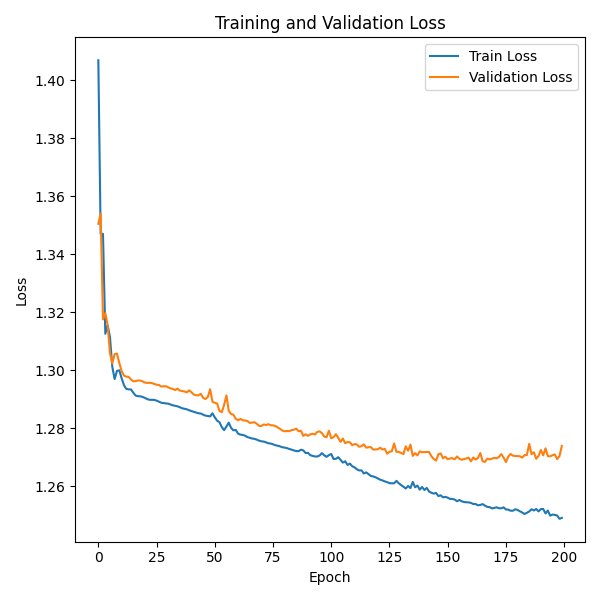 Training and Validation Loss
Train Loss
Validation Loss
1.40
1.38
1.36
1.34
1.32
1.30
1.28
1.26
Loss
0 25 50 75 100 125 150 175 200
Epoch